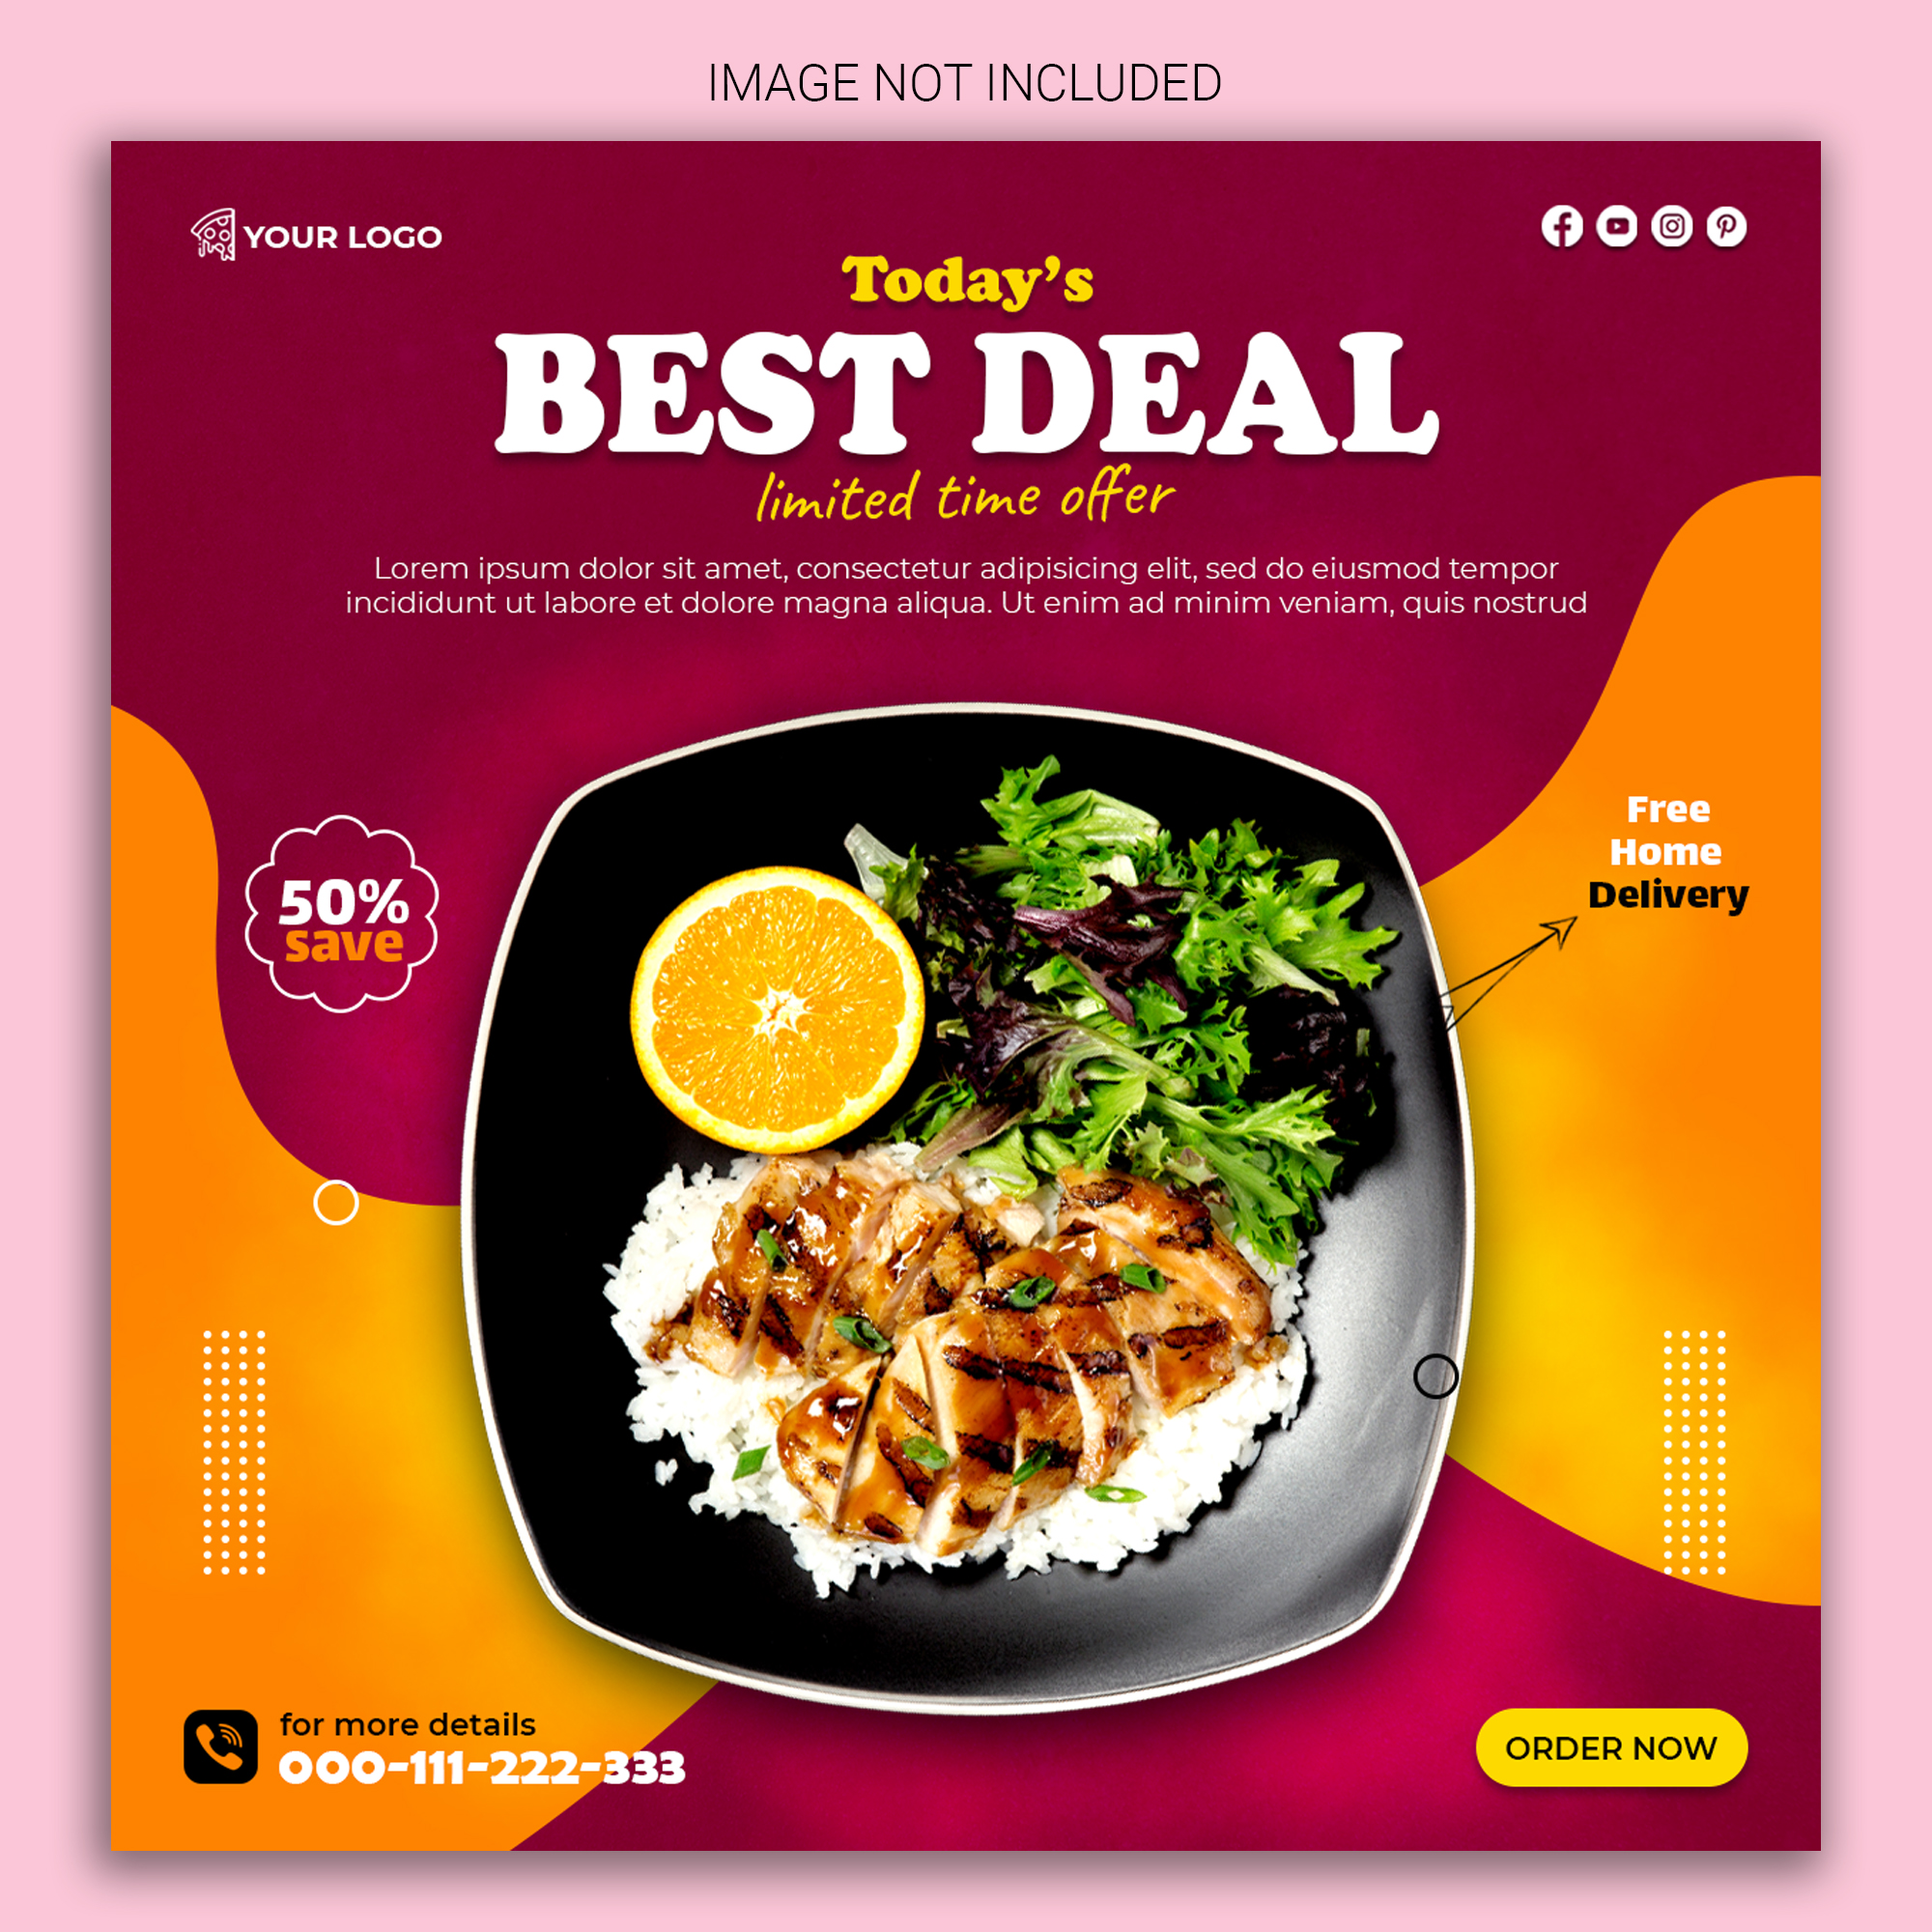 IMAGE NOT INCLUDED
YOUR LOGO
Today's
BEST DEAL
limited time offer
Lorem ipsum dolor sit amet, consectetur adipisicing elit, sed do eiusmod tempor
incididunt ut labore et dolore magna aliqua. Ut enim ad minim veniam, quis nostrud
50%
save
Free
Home
Delivery
for more details
000-111-222-333
ORDER NOW